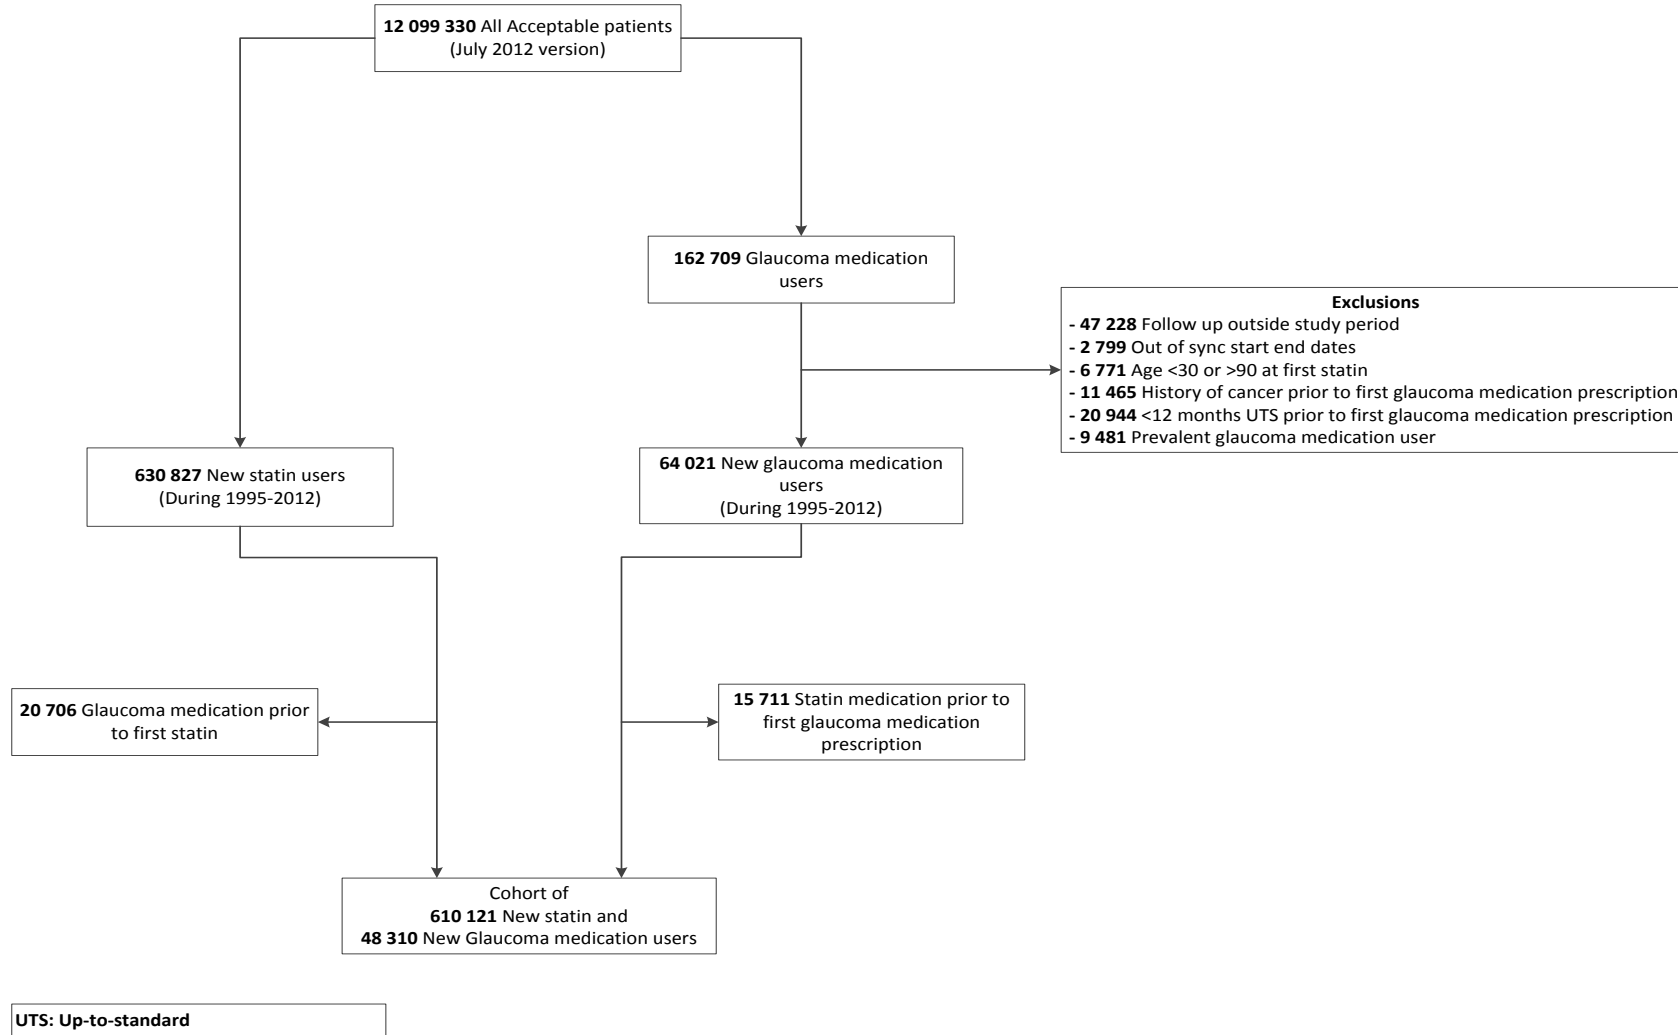 12 099 330 All Acceptable patients
(July 2012 version)
162 709 Glaucoma medication
users
Exclusions
- 47 228 Follow up outside study period
- 2 799 Out of sync start end dates
- 6 771 Age <30 or >90 at first statin
- 11 465 History of cancer prior to first glaucoma medication prescription
- 20 944 <12 months UTS prior to first glaucoma medication prescription
- 9 481 Prevalent glaucoma medication user
630 827 New statin users
(During 1995-2012)
64 021 New glaucoma medication
users
(During 1995-2012)
20 706 Glaucoma medication prior
to first statin
15 711 Statin medication prior to
first glaucoma medication
prescription
Cohort of
610 121 New statin and
48 310 New Glaucoma medication users
UTS: Up-to-standard